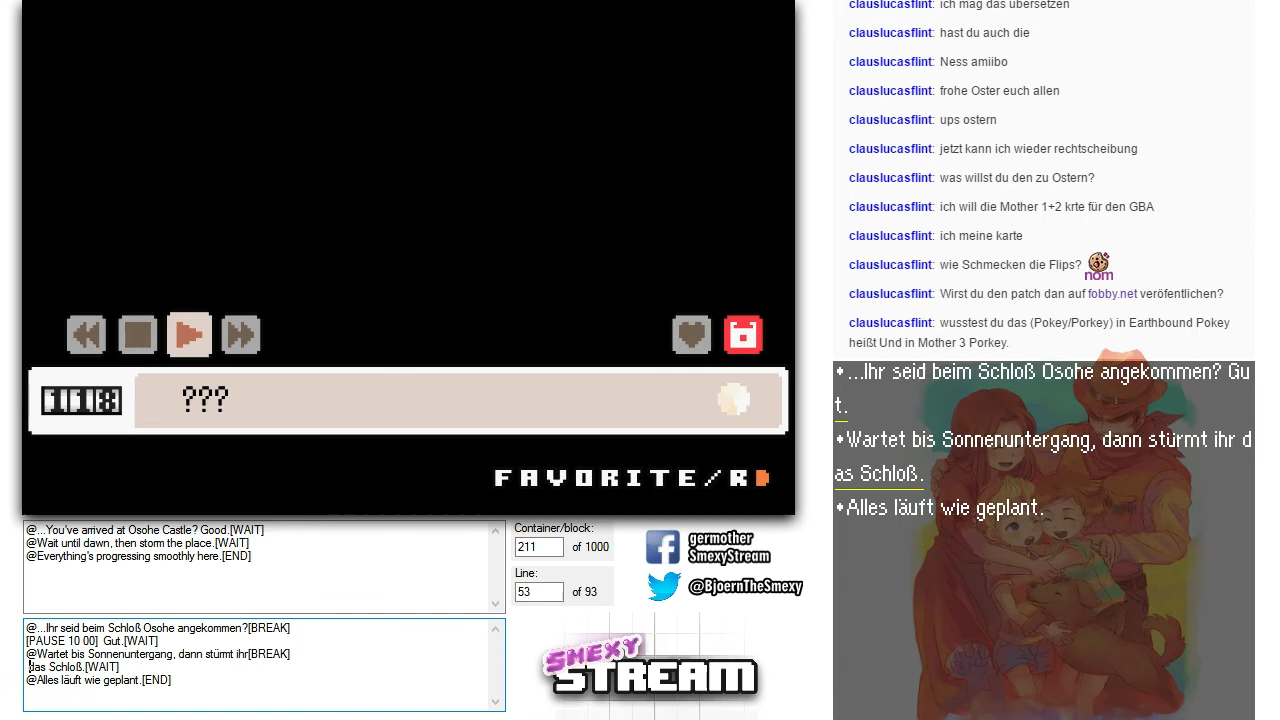 clauslucasflint: ich mag das übersetzen
clauslucasflint: hast du auch die
clauslucasflint: Ness amiibo
clauslucasflint: frohe Oster euch allen
clauslucasflint: ups ostern
clauslucasflint: jetzt kann ich wieder rechtscheibung
clauslucasflint: was willst du den zu Ostern?
clauslucasflint: ich will die Mother 1+2 krte für den GBA
clauslucasflint: ich meine karte
clauslucasflint: wie Schmecken die Flips?
nom
clauslucasflint: Wirst du den patch dan auf fobby.net veröfentlichen?
clauslucasflint: wusstest du das (Pokey/Porkey) in Earthbound Pokey
heißt Und in Mother 3 Porkey.
118 ???
FAVORITE/R
@...You've arrived at Osohe Castle? Good.[WAIT]
@Wait until dawn, then storm the place.[WAIT]
@Everything's progressing smoothly here.[END]
@...Ihr seid beim Schloß Osohe angekommen?[BREAK]
[PAUSE 10 00] Gut.[WAIT]
@Wartet bis Sonnenuntergang, dann stürmt ihr[BREAK]
das Schloß.[WAIT]
@Alles läuft wie geplant.[END]
Container/block:
211 of 1000
Line:
53 of 93
germother
SmexyStream
@BjoernTheSmexy
SMEXY
STREAM
•...Ihr seid beim Schloß Osohe angekommen? Gu
t.
•Wartet bis Sonnenuntergang, dann stürmt ihr d
as Schloß.
•Alles läuft wie geplant.